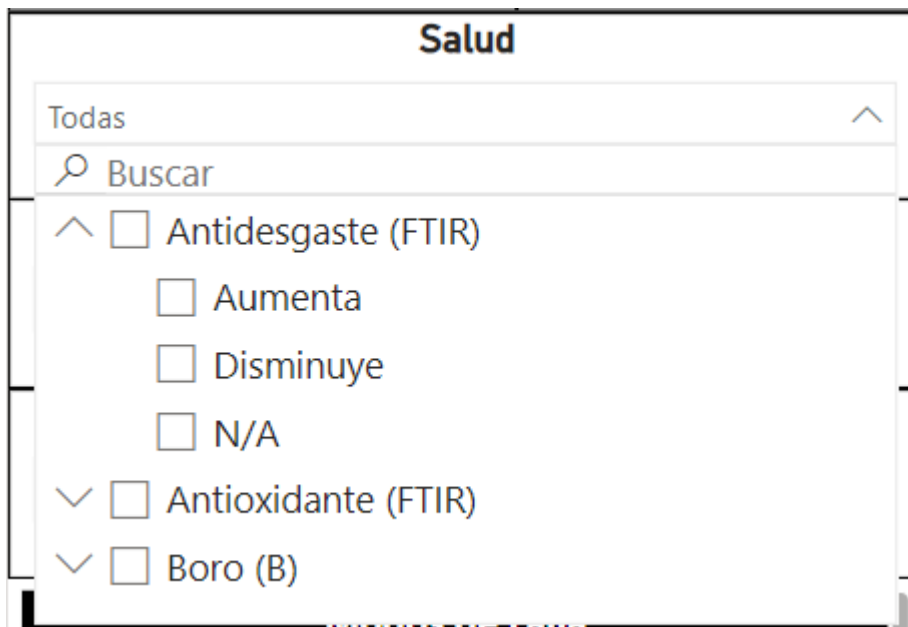 Salud
Todas
Buscar
Antidesgaste (FTIR)
Aumenta
Disminuye
N/A
Antioxidante (FTIR)
Boro (B)